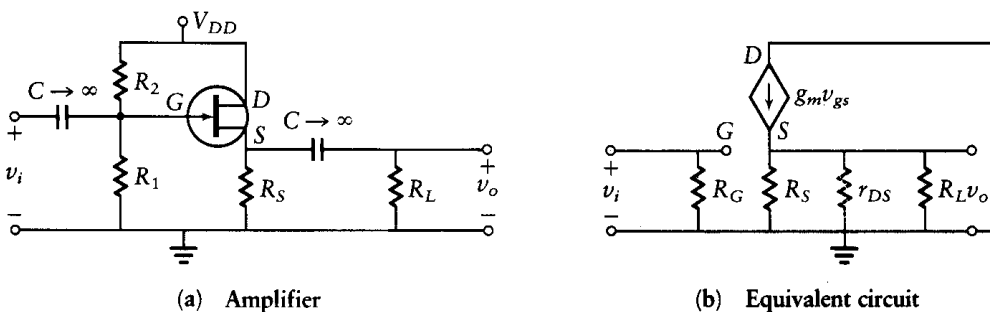 V_DD
R_2
C → ∞
G
D
C → ∞
S
+
+
v_i
R_1
R_S
R_L
v_o
−
−
(a) Amplifier
D
g_m v_gs
G
S
+
+
v_i
R_G
R_S
r_DS
R_L
v_o
−
−
(b) Equivalent circuit